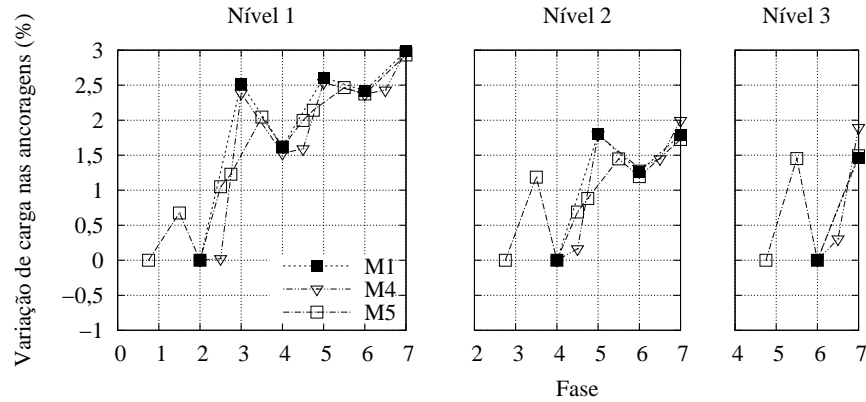 Nível 1 Nível 2 Nível 3
Variação de carga nas ancoragens (%)
3
2,5
2
1,5
1
0,5
0
−0,5
−1
M1
M4
M5
0 1 2 3 4 5 6 7 2 3 4 5 6 7 4 5 6 7
Fase